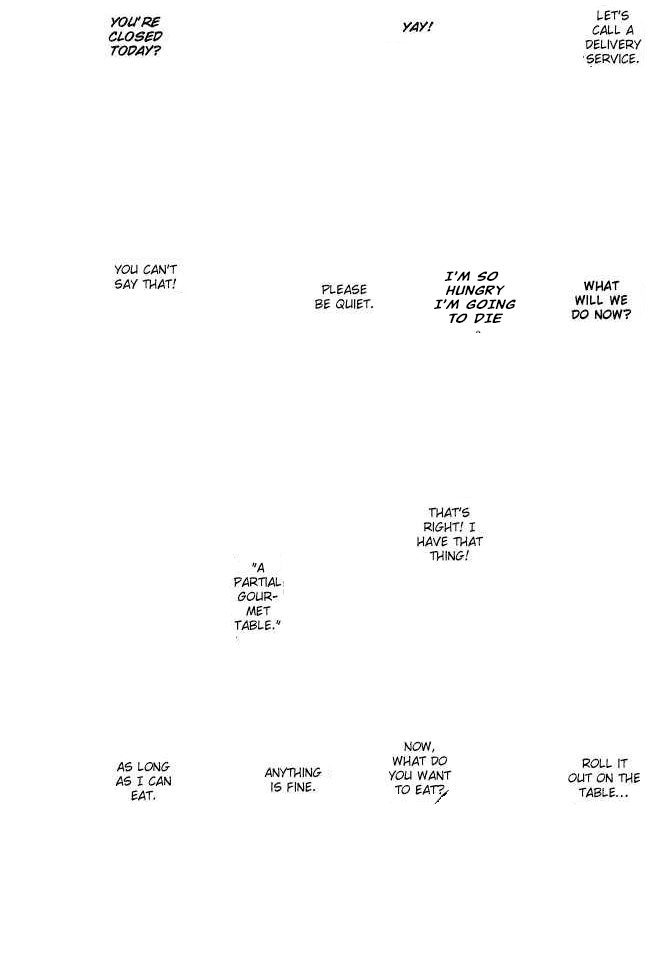 LET'S
CALL A
DELIVERY
SERVICE.
YAY!
YOU'RE
CLOSED
TODAY?
WHAT
WILL WE
DO NOW?
I'M SO
HUNGRY
I'M GOING
TO DIE
PLEASE
BE QUIET.
YOU CAN'T
SAY THAT!
THAT'S
RIGHT! I
HAVE THAT
THING!
"A
PARTIAL
GOUR-
MET
TABLE."
ROLL IT
OUT ON THE
TABLE...
NOW,
WHAT DO
YOU WANT
TO EAT?
ANYTHING
IS FINE.
AS LONG
AS I CAN
EAT.